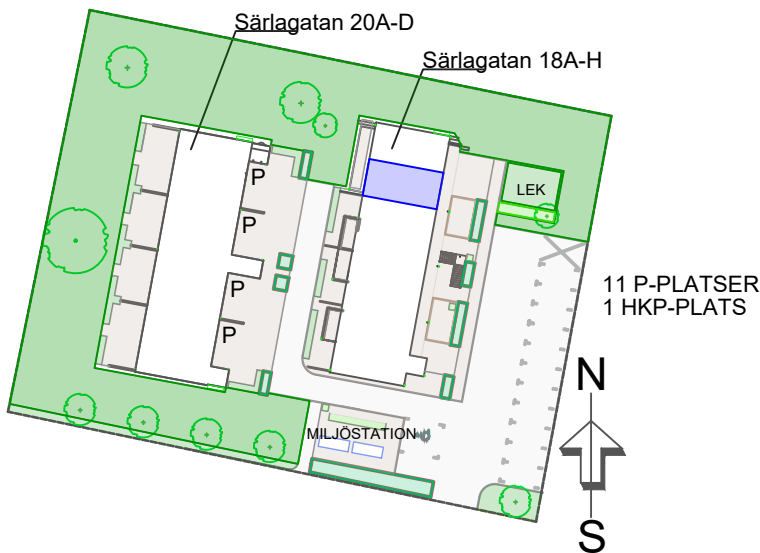 Särlagatan 20A-D
Särlagatan 18A-H
P
LEK
P
11 P-PLATSER
1 HKP-PLATS
P
P
N
MILJÖSTATION
S